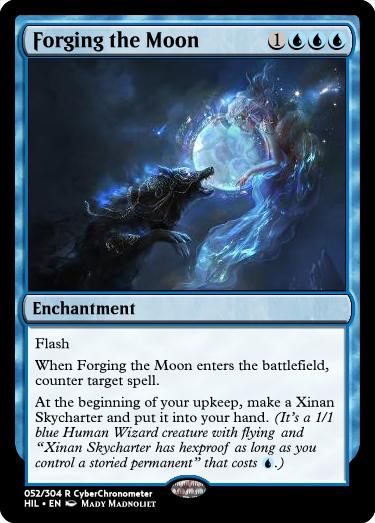 Forging the Moon 1
Enchantment
Flash
When Forging the Moon enters the battlefield,
counter target spell.
At the beginning of your upkeep, make a Xinan
Skycharter and put it into your hand. (It's a 1/1
blue Human Wizard creature with flying and
“Xinan Skycharter has hexproof as long as you
control a storied permanent” that costs .)
052/304 R CyberChronometer
HIL • EN Mady Madnoliet